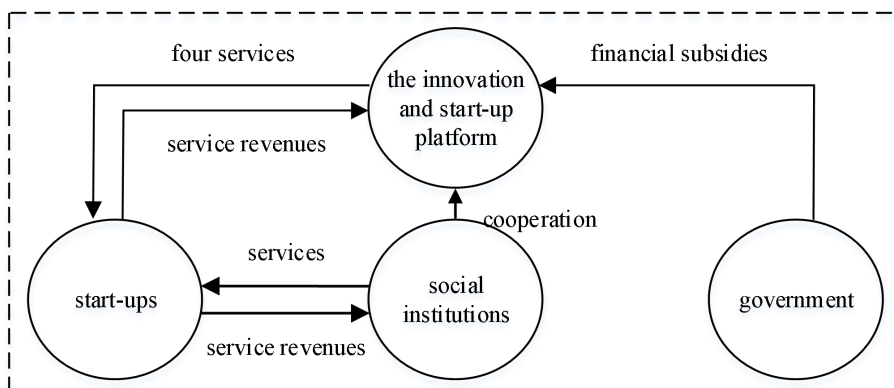 four services
financial subsidies
the innovation
and start-up
platform
service revenues
cooperation
services
start-ups
social
institutions
government
service revenues